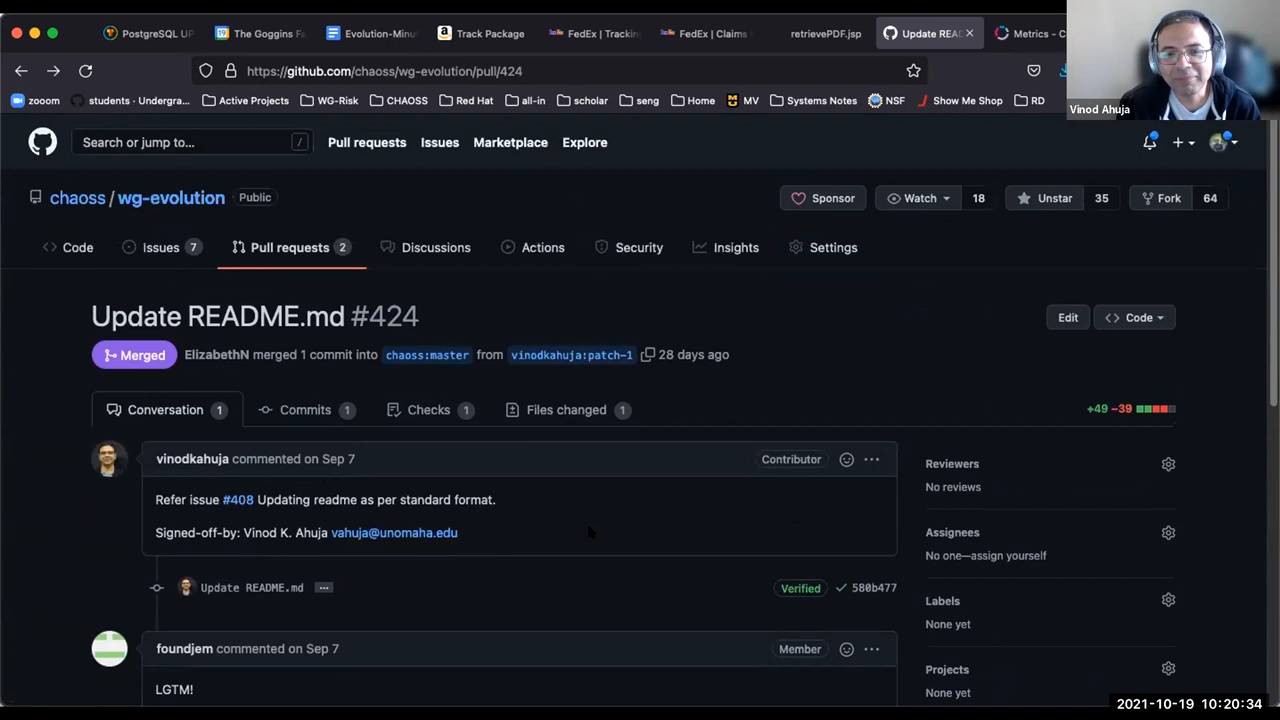 PostgreSQL UP
The Goggins Fa
Evolution-Minu
Track Package
FedEx | Trackin
FedEx | Claims
retrievePDF.jsp
Update READ
Metrics - C
https://github.com/chaoss/wg-evolution/pull/424
zooom
students - Undergra...
Active Projects
WG-Risk
CHAOSS
Red Hat
all-in
scholar
seng
Home
MV
Systems Notes
NSF
Show Me Shop
RD
Vinod Ahuja
Search or jump to... /
Pull requests Issues Marketplace Explore
chaoss / wg-evolution Public
Sponsor Watch 18 Unstar 35 Fork 64
Code Issues 7 Pull requests 2 Discussions Actions Security Insights Settings
Update README.md #424
Edit <> Code
Merged ElizabethN merged 1 commit into chaoss:master from vinodkahuja:patch-1 28 days ago
Conversation 1 Commits 1 Checks 1 Files changed 1 +49 −39
vinodkahuja commented on Sep 7 Contributor ...
Refer issue #408 Updating readme as per standard format.
Signed-off-by: Vinod K. Ahuja vahuja@unomaha.edu
Update README.md ... Verified 580b477
foundjem commented on Sep 7 Member ...
LGTM!
Reviewers
No reviews
Assignees
No one—assign yourself
Labels
None yet
Projects
None yet
2021-10-19 10:20:34